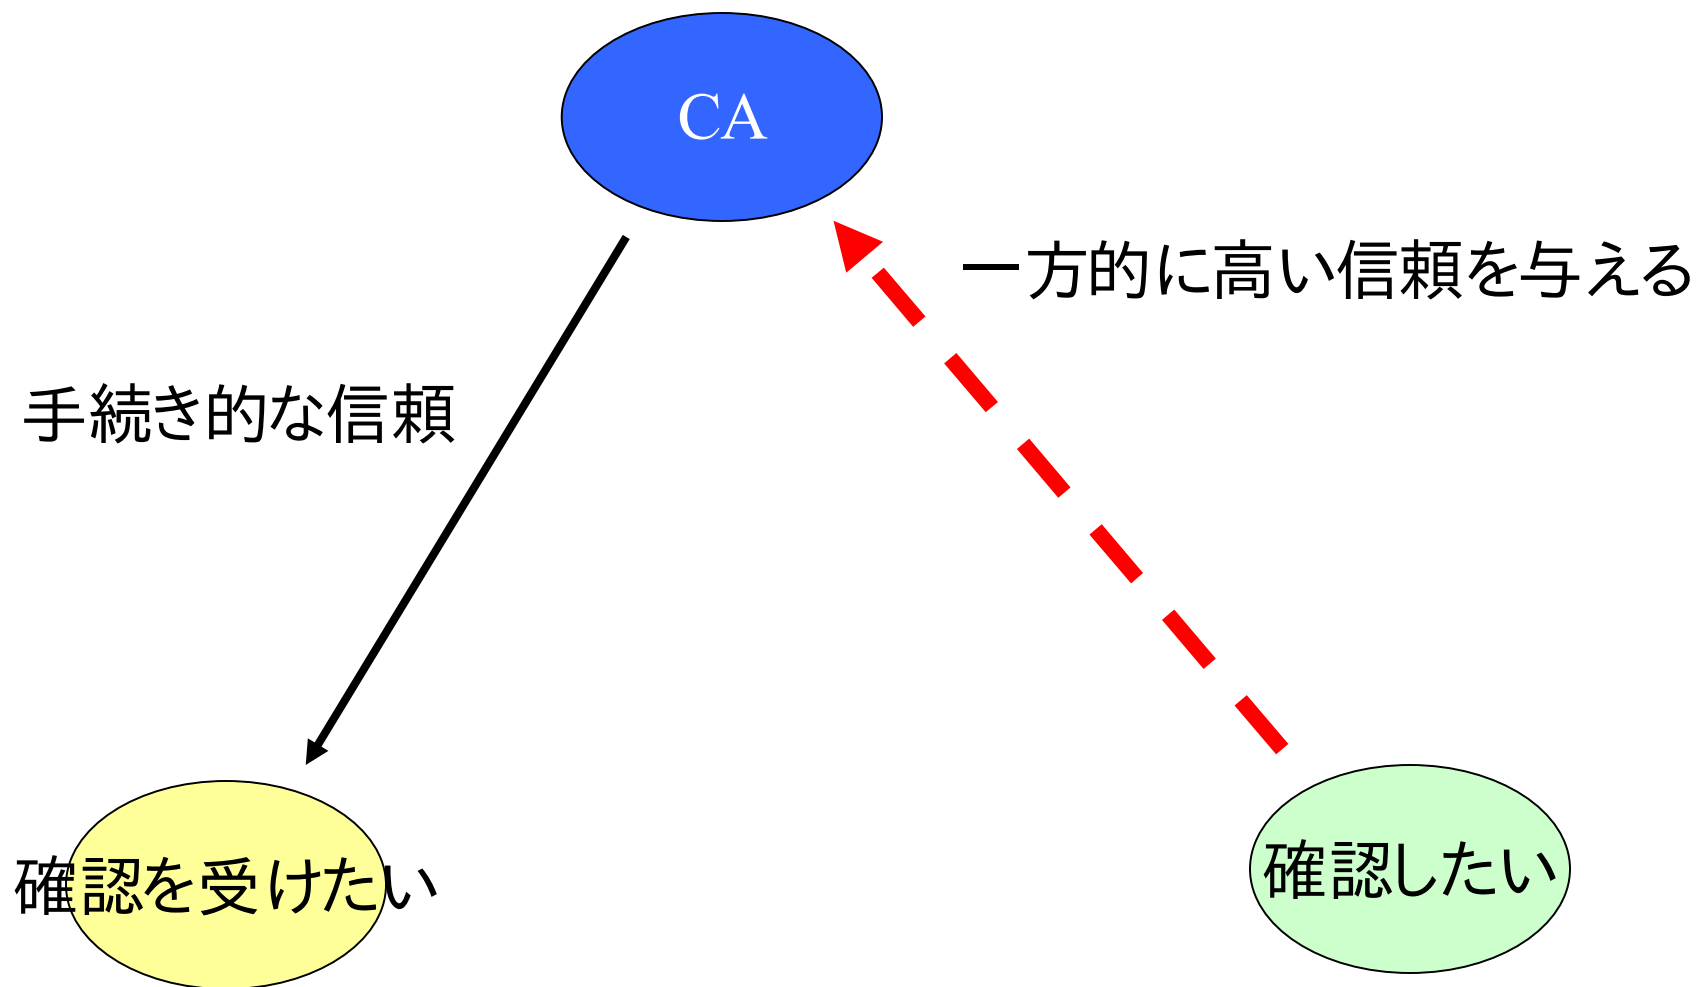 CA
一方的に高い信頼を与える
手続き的な信頼
確認を受けたい
確認したい